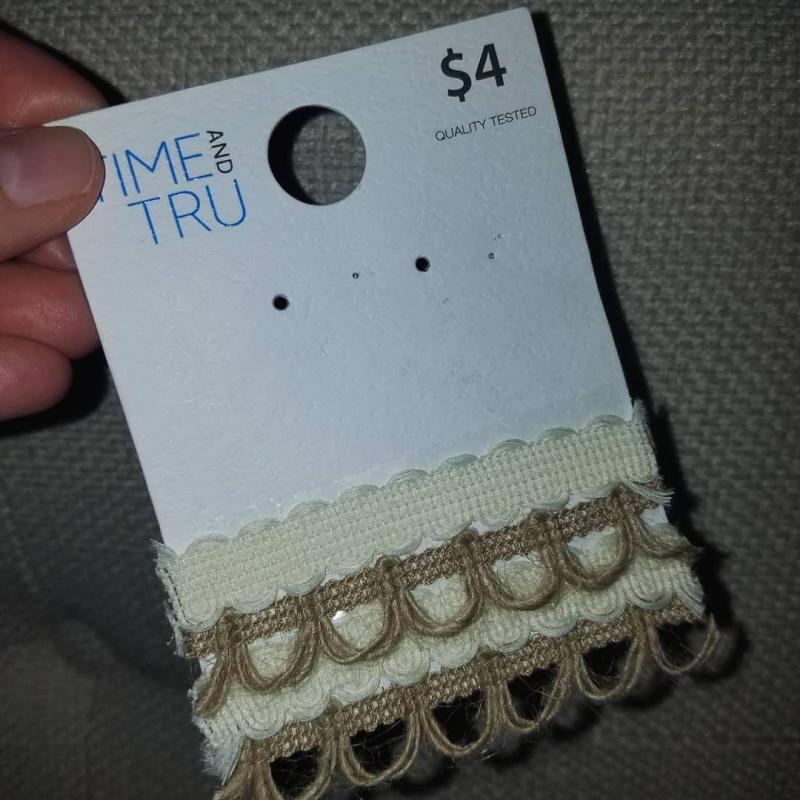 TIME AND
TRU
$4
QUALITY TESTED